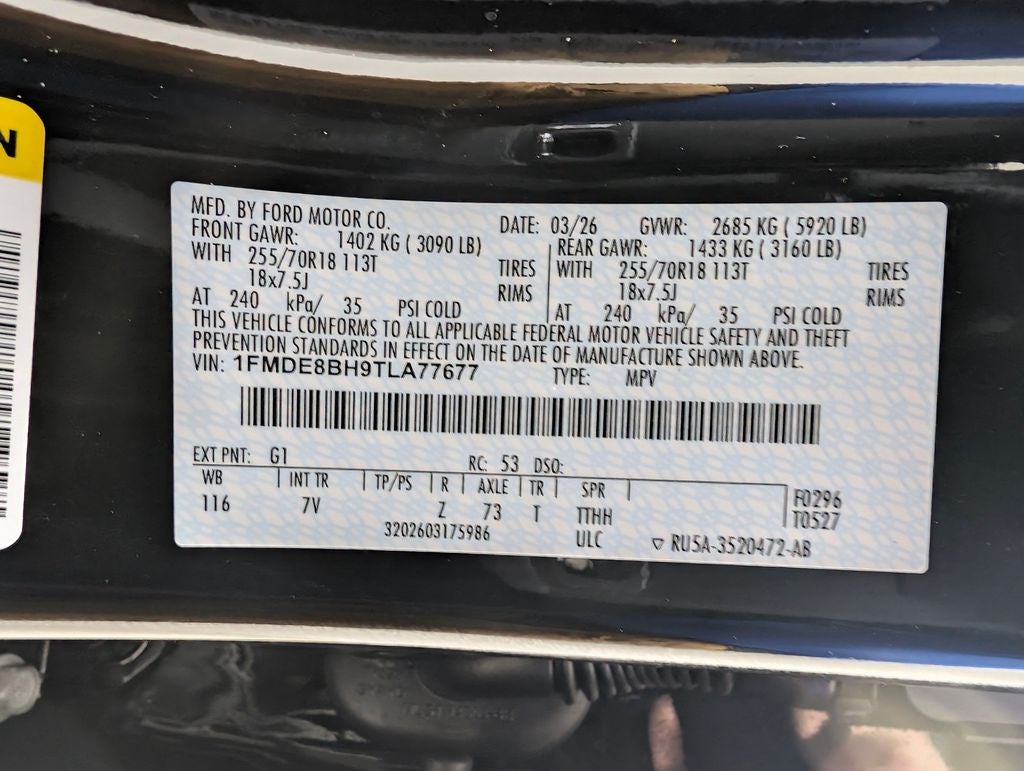 N
MFD. BY FORD MOTOR CO. DATE: 03/26 GVWR: 2685 KG ( 5920 LB)
FRONT GAWR: 1402 KG ( 3090 LB) REAR GAWR: 1433 KG ( 3160 LB)
WITH 255/70R18 113T TIRES WITH 255/70R18 113T TIRES
18x7.5J RIMS 18x7.5J RIMS
AT 240 kPa/ 35 PSI COLD AT 240 kPa/ 35 PSI COLD
THIS VEHICLE CONFORMS TO ALL APPLICABLE FEDERAL MOTOR VEHICLE SAFETY AND THEFT
PREVENTION STANDARDS IN EFFECT ON THE DATE OF MANUFACTURE SHOWN ABOVE.
VIN: 1FMDE8BH9TLA77677 TYPE: MPV
EXT PNT: G1 RC: 53 DSO:
WB INT TR TP/PS R AXLE TR SPR F0296
116 7V Z 73 T TTHH T0527
3202603175986 ULC RU5A-3520472-AB